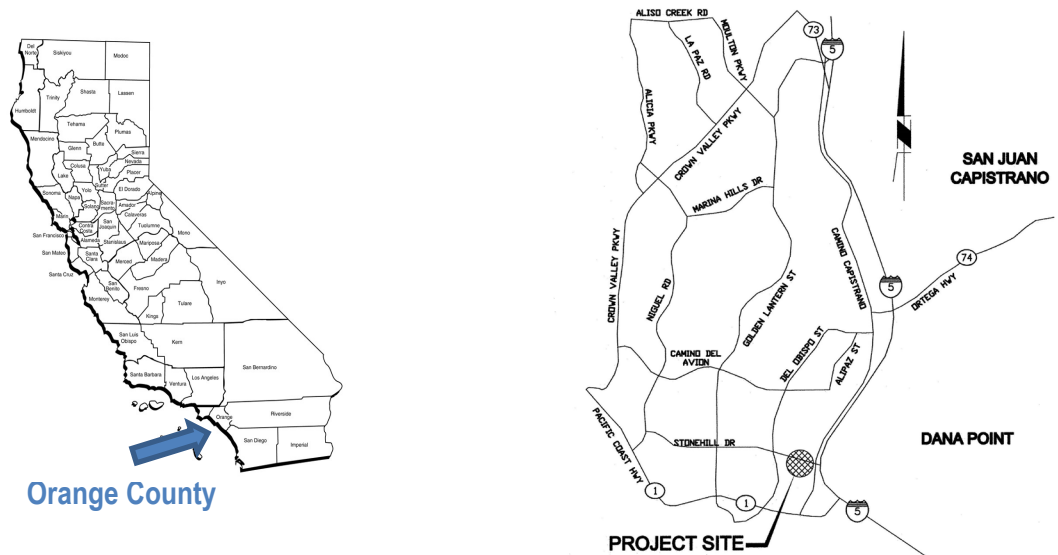 Del
Norte
Siskiyou
Modoc
Trinity
Shasta
Lassen
Humboldt
Tehama
Plumas
Mendocino
Glenn
Butte
Sierra
Nevada
Placer
Colusa
Yuba
Sutter
Lake
Yolo
El Dorado
Sonoma
Napa
Sacra-
mento
Amador
Alpine
Solano
Calaveras
Marin
Contra
Costa
San
Joaquin
Tuolumne
Mono
San Francisco
Alameda
Stanislaus
Mariposa
San Mateo
Santa
Clara
Merced
Madera
Santa Cruz
San
Benito
Fresno
Inyo
Monterey
Tulare
Kings
San Luis
Obispo
Kern
San Bernardino
Santa Barbara
Ventura
Los Angeles
Orange
Riverside
San Diego
Imperial
Orange County
ALISO CREEK RD
MOULTON PKWY
73
5
LA PAZ RD
ALICIA PKWY
CROWN VALLEY PKWY
SAN JUAN
CAPISTRANO
MARINA HILLS DR
CROWN VALLEY PKWY
NIGUEL RD
GOLDEN LANTERN ST
CAMINO CAPISTRANO
74
5
ORTEGA HWY
CAMINO DEL
AVION
DEL OBISPO ST
ALIPAZ ST
PACIFIC COAST HWY
STONEHILL DR
DANA POINT
1
1
5
PROJECT SITE